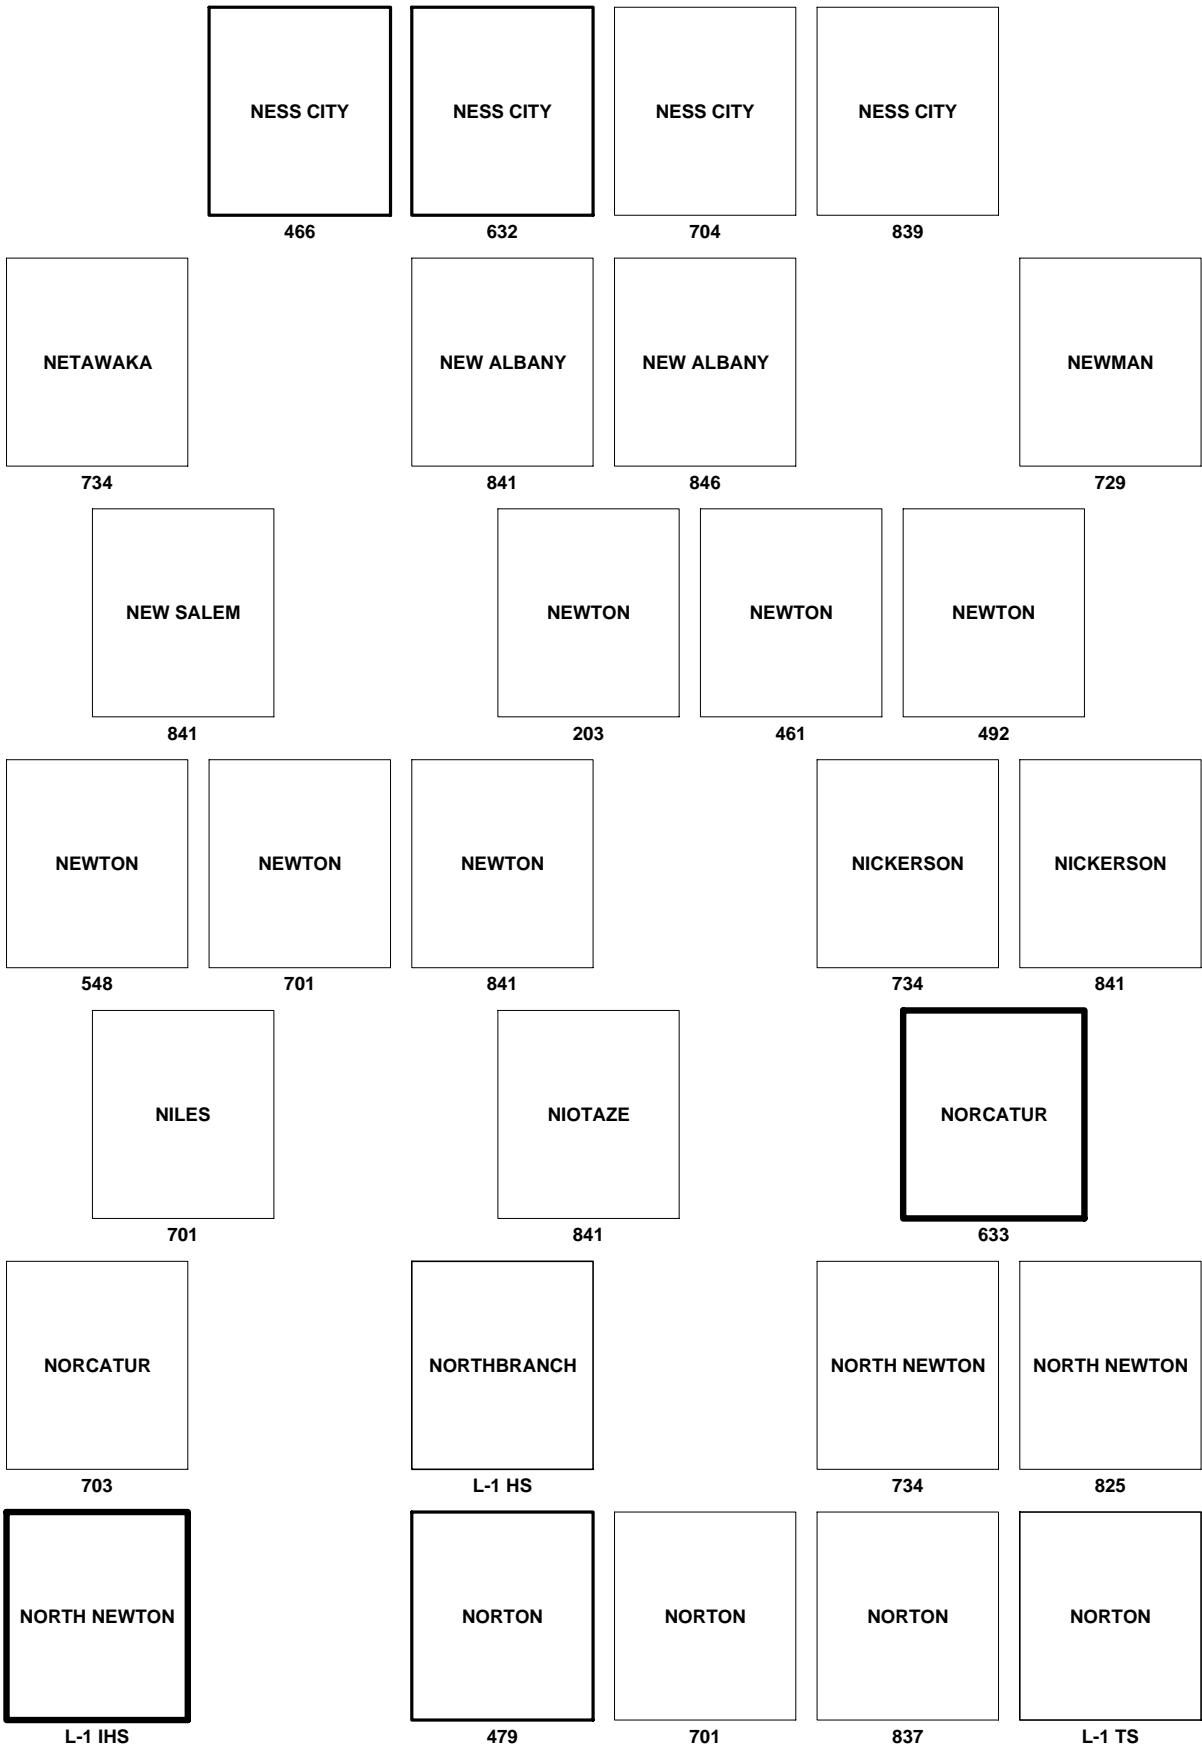 NESS CITY NESS CITY NESS CITY NESS CITY
466 632 704 839
NETAWAKA NEW ALBANY NEW ALBANY NEWMAN
734 841 846 729
NEW SALEM NEWTON NEWTON NEWTON
841 203 461 492
NEWTON NEWTON NEWTON NICKERSON NICKERSON
548 701 841 734 841
NILES NIOTAZE NORCATUR
701 841 633
NORCATUR NORTHBRANCH NORTH NEWTON NORTH NEWTON
703 L-1 HS 734 825
NORTH NEWTON NORTON NORTON NORTON NORTON
L-1 IHS 479 701 837 L-1 TS